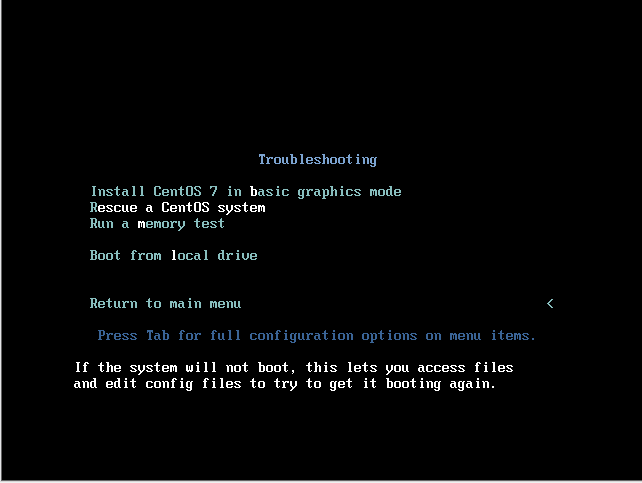 Troubleshooting
Install CentOS 7 in basic graphics mode
Rescue a CentOS system
Run a memory test
Boot from local drive
Return to main menu <
Press Tab for full configuration options on menu items.
If the system will not boot, this lets you access files
and edit config files to try to get it booting again.